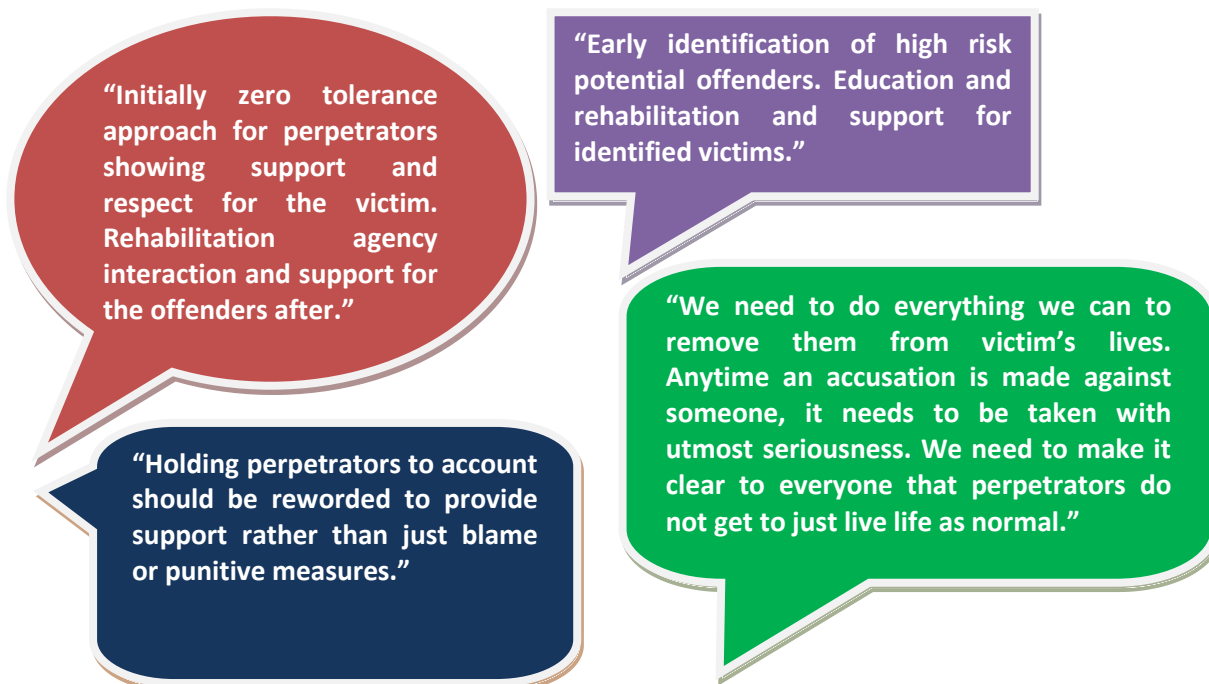 “Initially zero tolerance
approach for perpetrators
showing support and
respect for the victim.
Rehabilitation agency
interaction and support for
the offenders after.”
“Early identification of high risk
potential offenders. Education and
rehabilitation and support for
identified victims.”
“Holding perpetrators to account
should be reworded to provide
support rather than just blame
or punitive measures.”
“We need to do everything we can to
remove them from victim’s lives.
Anytime an accusation is made against
someone, it needs to be taken with
utmost seriousness. We need to make it
clear to everyone that perpetrators do
not get to just live life as normal.”